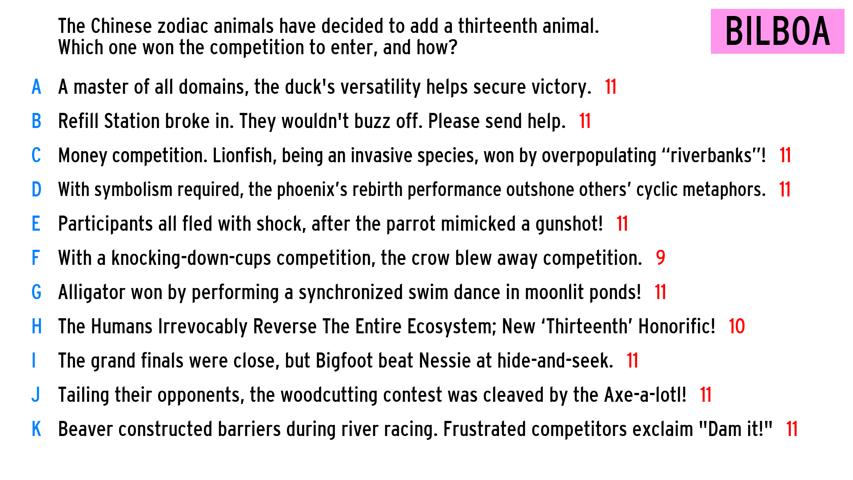 The Chinese zodiac animals have decided to add a thirteenth animal.
Which one won the competition to enter, and how?
BILBOA
A A master of all domains, the duck's versatility helps secure victory. 11
B Refill Station broke in. They wouldn't buzz off. Please send help. 11
C Money competition. Lionfish, being an invasive species, won by overpopulating “riverbanks”! 11
D With symbolism required, the phoenix’s rebirth performance outshone others’ cyclic metaphors. 11
E Participants all fled with shock, after the parrot mimicked a gunshot! 11
F With a knocking-down-cups competition, the crow blew away competition. 9
G Alligator won by performing a synchronized swim dance in moonlit ponds! 11
H The Humans Irrevocably Reverse The Entire Ecosystem; New ‘Thirteenth’ Honorific! 10
I The grand finals were close, but Bigfoot beat Nessie at hide-and-seek. 11
J Tailing their opponents, the woodcutting contest was cleaved by the Axe-a-lotl! 11
K Beaver constructed barriers during river racing. Frustrated competitors exclaim "Dam it!" 11